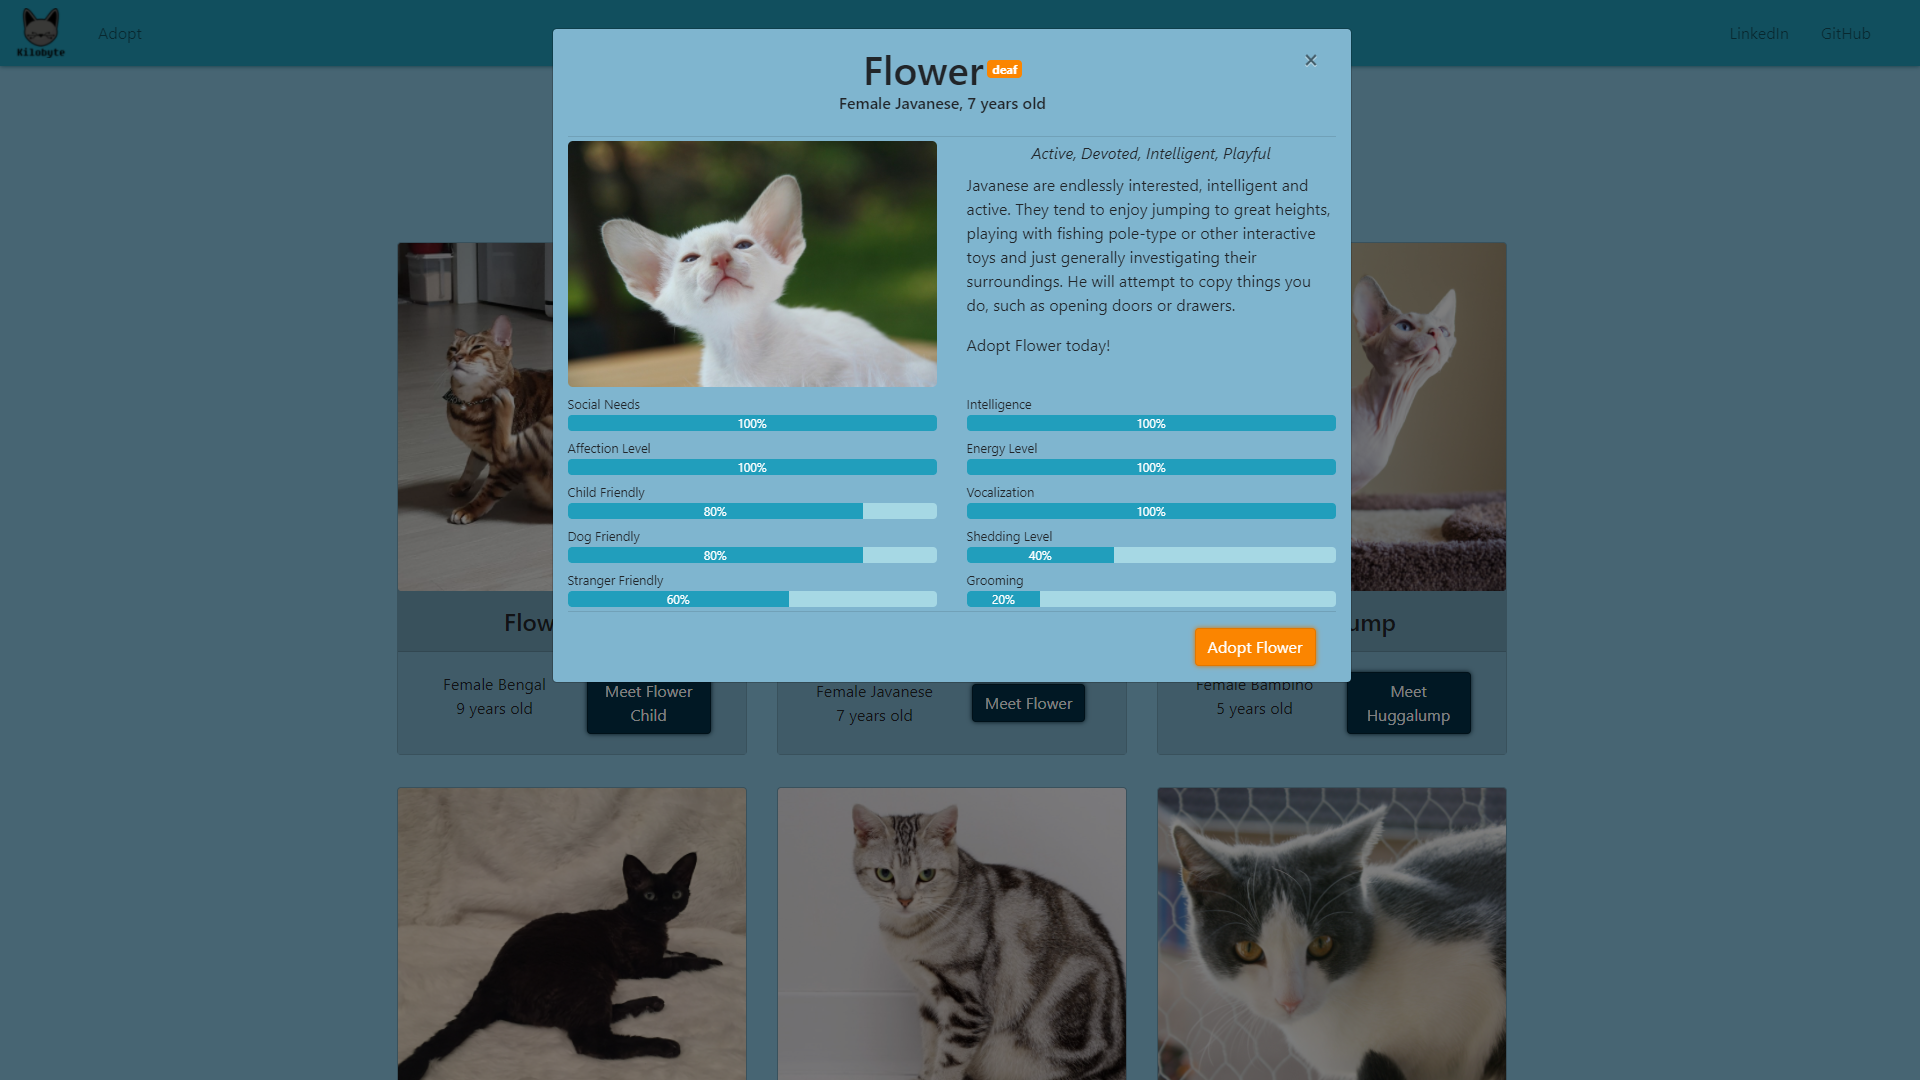 Kilobyte
Adopt
LinkedIn
GitHub
Flower deaf
×
Female Javanese, 7 years old
Active, Devoted, Intelligent, Playful
Javanese are endlessly interested, intelligent and
active. They tend to enjoy jumping to great heights,
playing with fishing pole-type or other interactive
toys and just generally investigating their
surroundings. He will attempt to copy things you
do, such as opening doors or drawers.
Adopt Flower today!
Social Needs
100%
Intelligence
100%
Affection Level
100%
Energy Level
100%
Child Friendly
80%
Vocalization
100%
Dog Friendly
80%
Shedding Level
40%
Stranger Friendly
60%
Grooming
20%
Adopt Flower
Flow
ump
Female Bengal
9 years old
Meet Flower
Child
Female Javanese
7 years old
Meet Flower
Female Bambino
5 years old
Meet
Huggalump